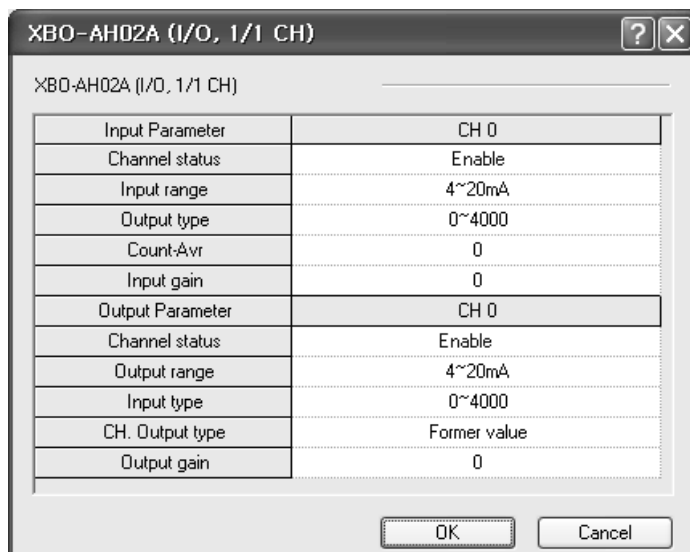 XBO-AH02A (I/O, 1/1 CH)
XBO-AH02A (I/O, 1/1 CH)
Input Parameter CH 0
Channel status Enable
Input range 4~20mA
Output type 0~4000
Count-Avr 0
Input gain 0
Output Parameter CH 0
Channel status Enable
Output range 4~20mA
Input type 0~4000
CH. Output type Former value
Output gain 0
OK Cancel